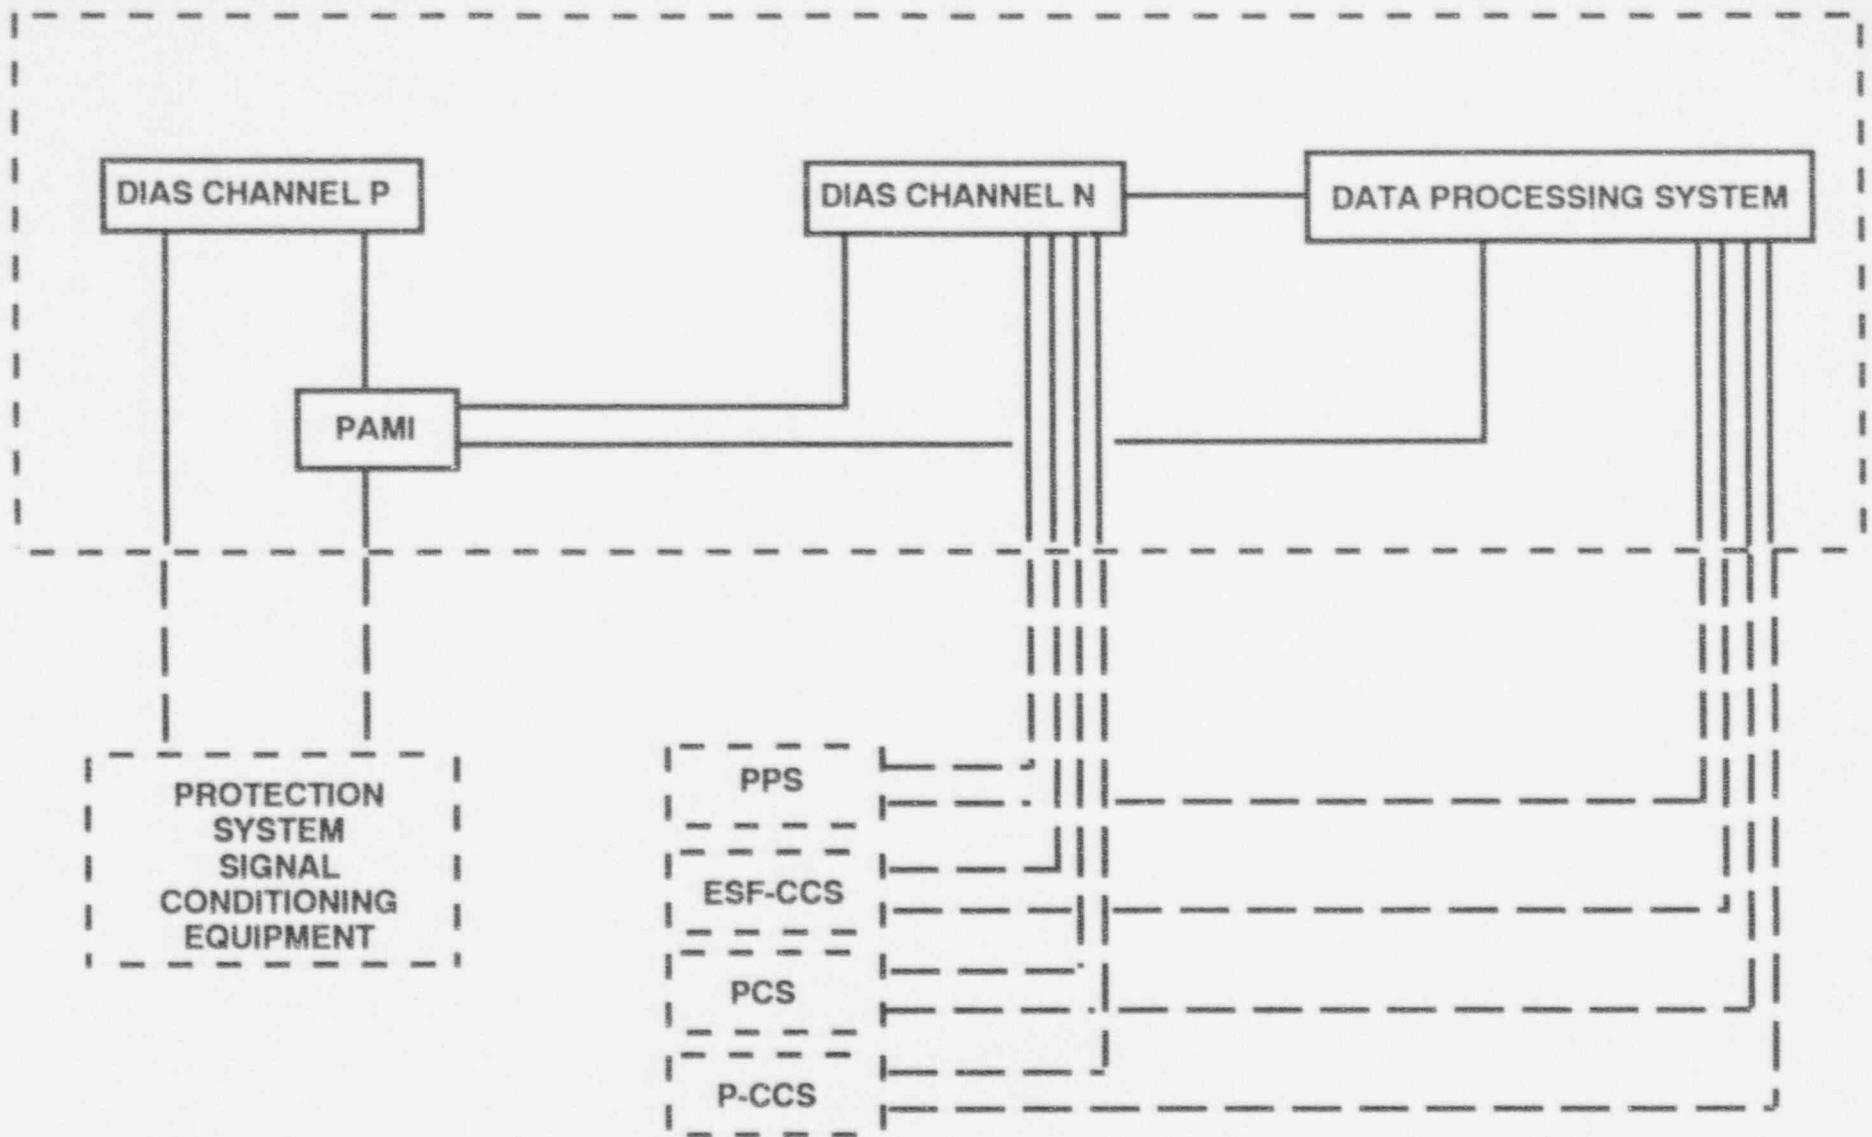 DIAS CHANNEL P
DIAS CHANNEL N
DATA PROCESSING SYSTEM
PAMI
PROTECTION
SYSTEM
SIGNAL
CONDITIONING
EQUIPMENT
PPS
ESF-CCS
PCS
P-CCS